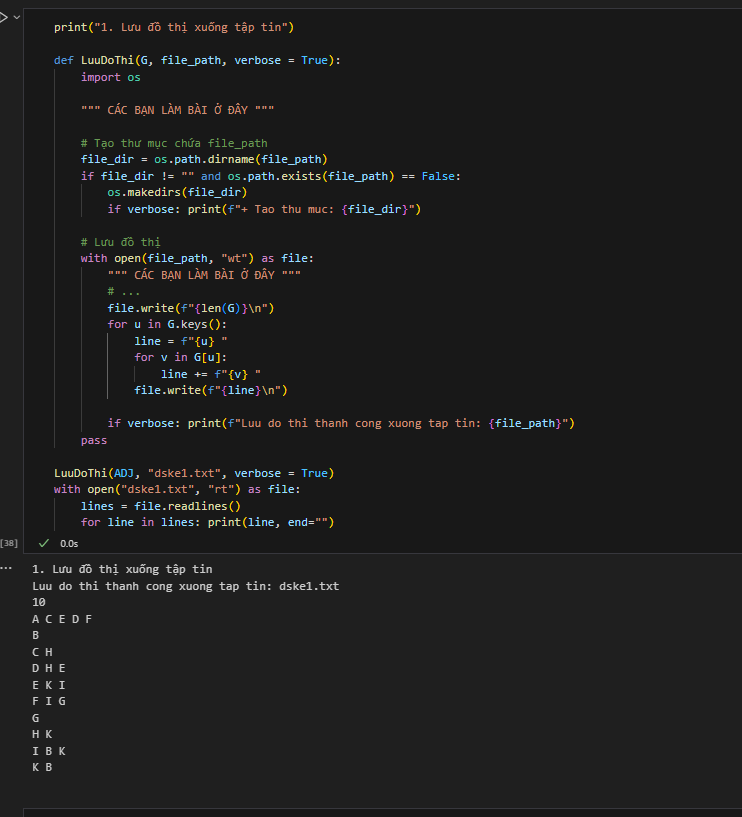 print("1. Lưu đồ thị xuống tập tin")
def LuuDoThi(G, file_path, verbose = True):
    import os
    """ CÁC BẠN LÀM BÀI Ở ĐÂY """
    # Tạo thư mục chứa file_path
    file_dir = os.path.dirname(file_path)
    if file_dir != "" and os.path.exists(file_path) == False:
        os.makedirs(file_dir)
        if verbose: print(f"+ Tao thu muc: {file_dir}")
    # Lưu đồ thị
    with open(file_path, "wt") as file:
        """ CÁC BẠN LÀM BÀI Ở ĐÂY """
        # ...
        file.write(f"{len(G)}\n")
        for u in G.keys():
            line = f"{u} "
            for v in G[u]:
                line += f"{v} "
            file.write(f"{line}\n")
        if verbose: print(f"Luu do thi thanh cong xuong tap tin: {file_path}")
    pass
LuuDoThi(ADJ, "dske1.txt", verbose = True)
with open("dske1.txt", "rt") as file:
    lines = file.readlines()
    for line in lines: print(line, end="")
[38] ✓ 0.0s
... 1. Lưu đồ thị xuống tập tin
Luu do thi thanh cong xuong tap tin: dske1.txt
10
A C E D F
B
C H
D H E
E K I
F I G
G
H K
I B K
K B